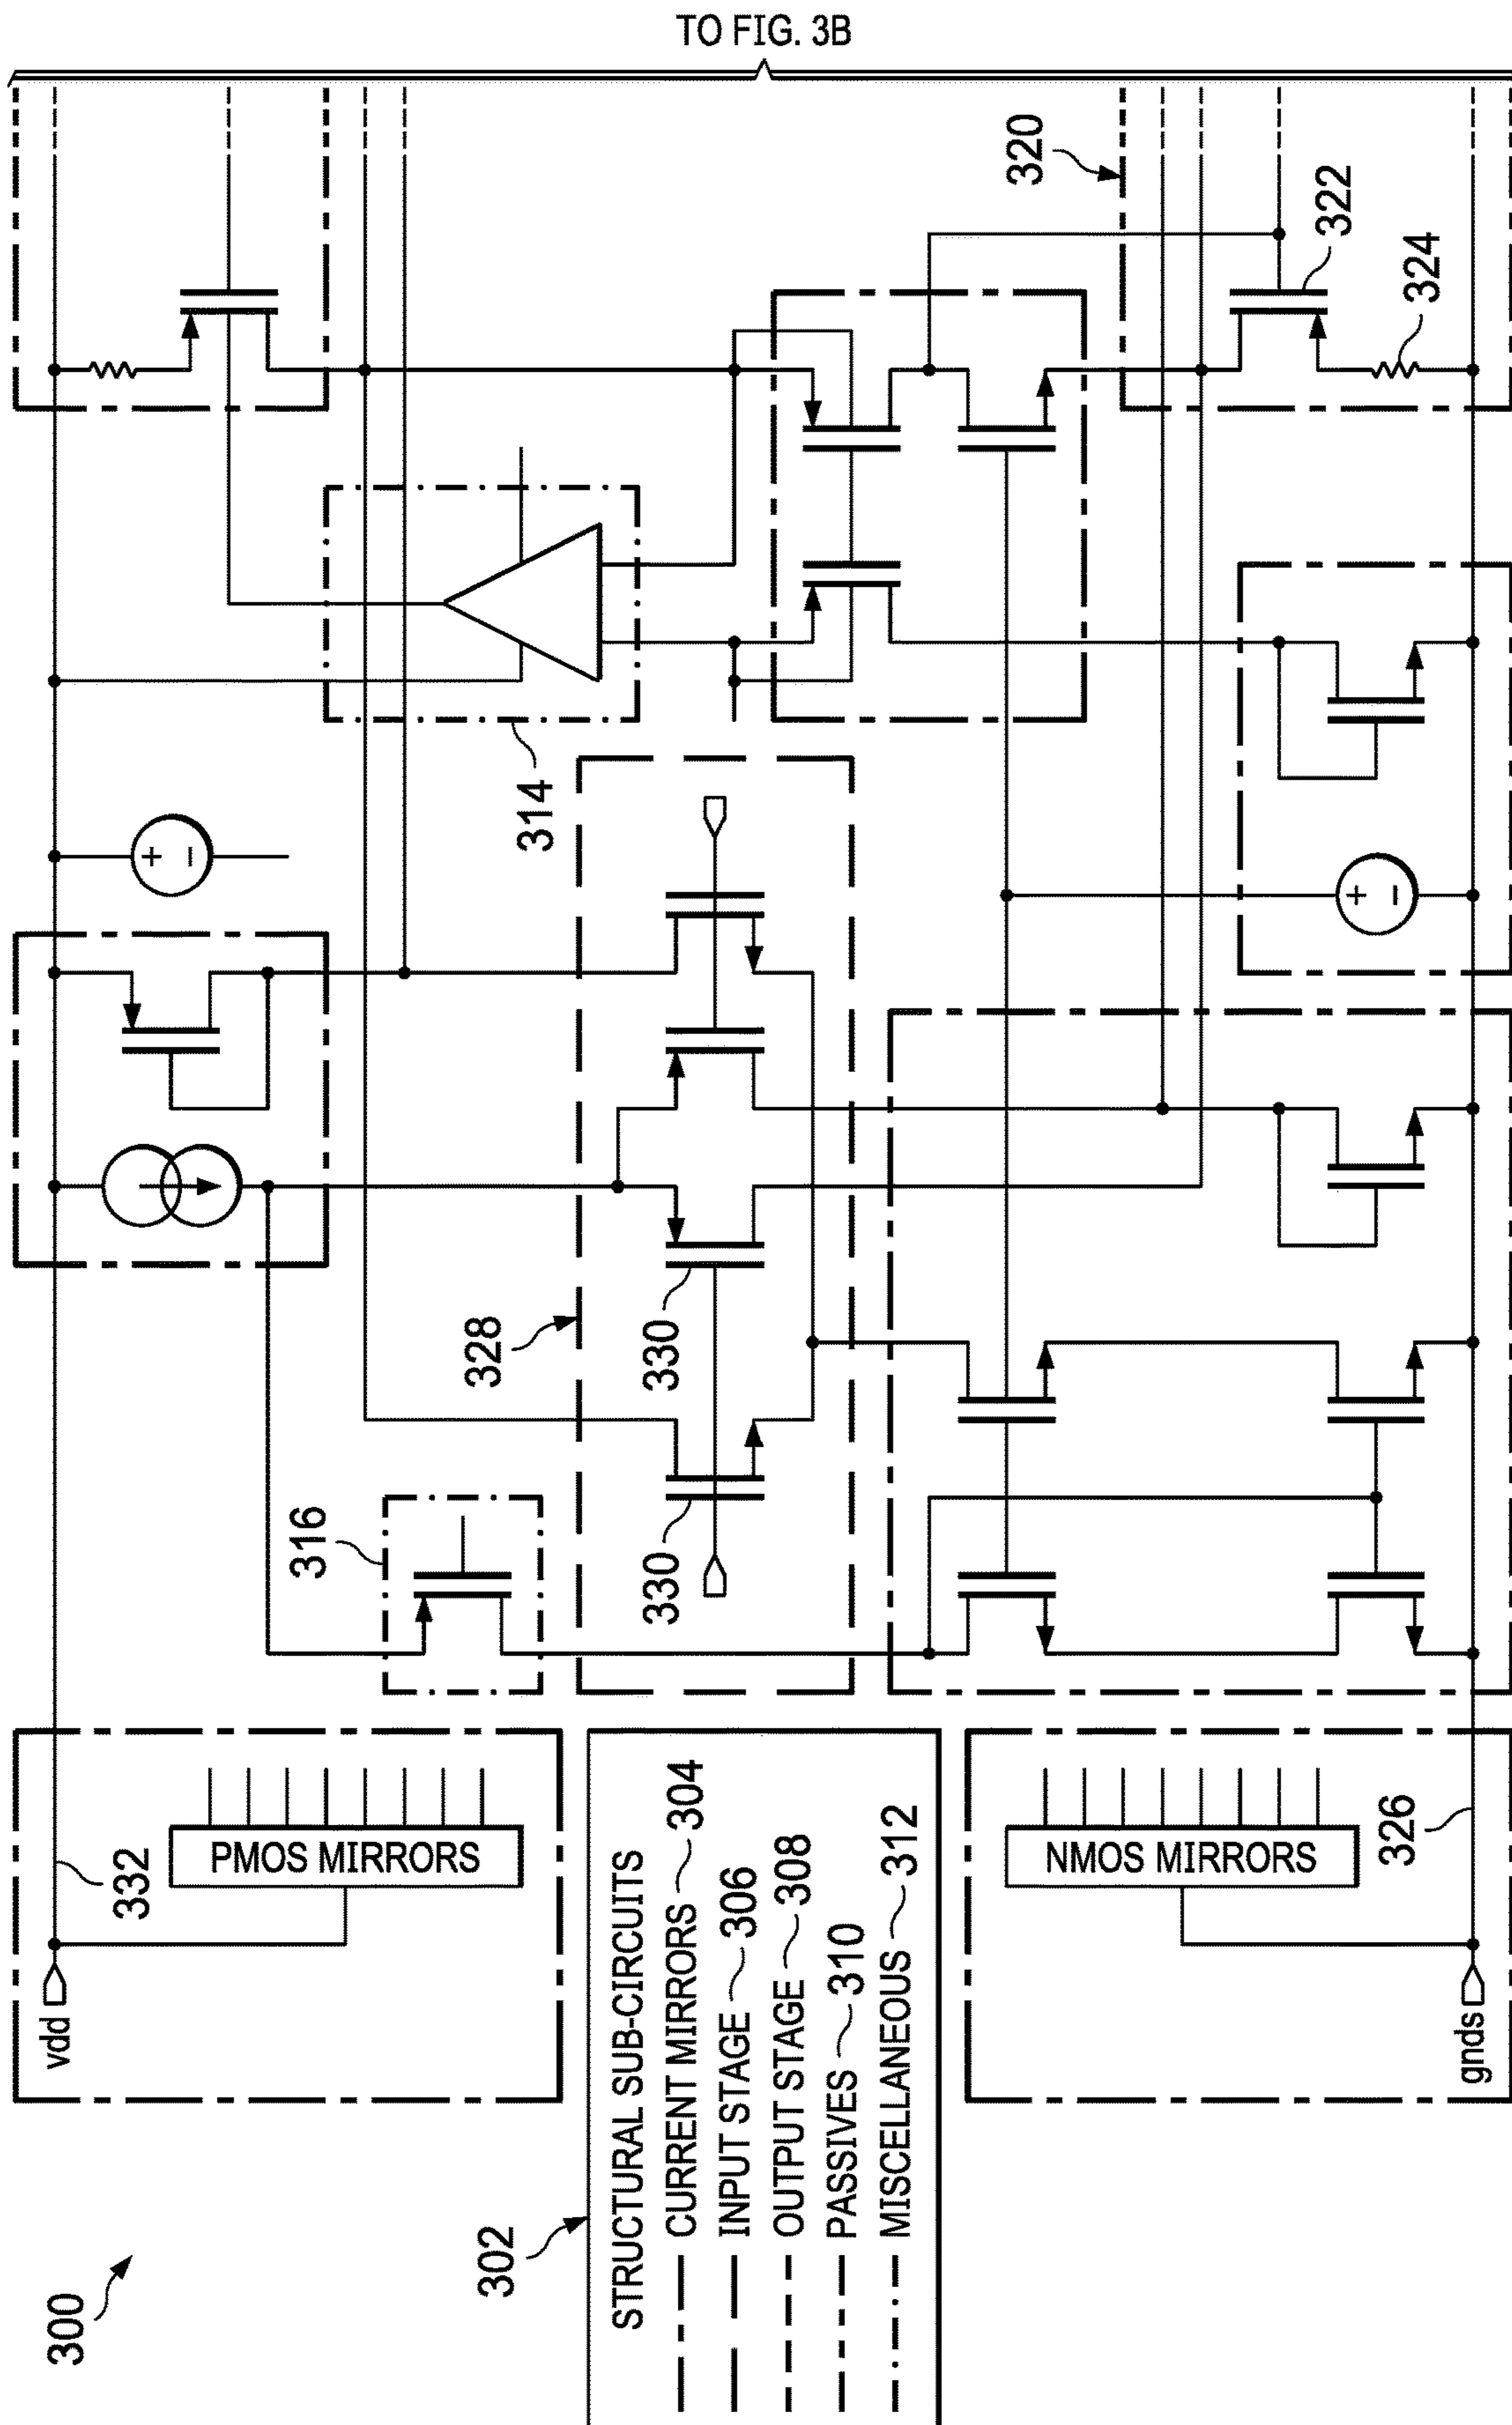 TO FIG. 3B
320
322
324
314
+ -
+ -
328
330
330
316
332
PMOS MIRRORS
vdd
NMOS MIRRORS
326
gnds
300
302
STRUCTURAL SUB-CIRCUITS
CURRENT MIRRORS 304
INPUT STAGE 306
OUTPUT STAGE 308
PASSIVES 310
MISCELLANEOUS 312